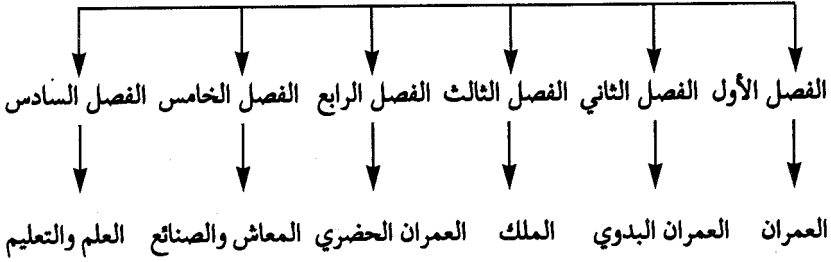 الفصل الأول الفصل الثاني الفصل الثالث الفصل الرابع الفصل الخامس الفصل السادس
العمران العمران البدوي الملك العمران الحضري المعاش والصنائع العلم والتعليم